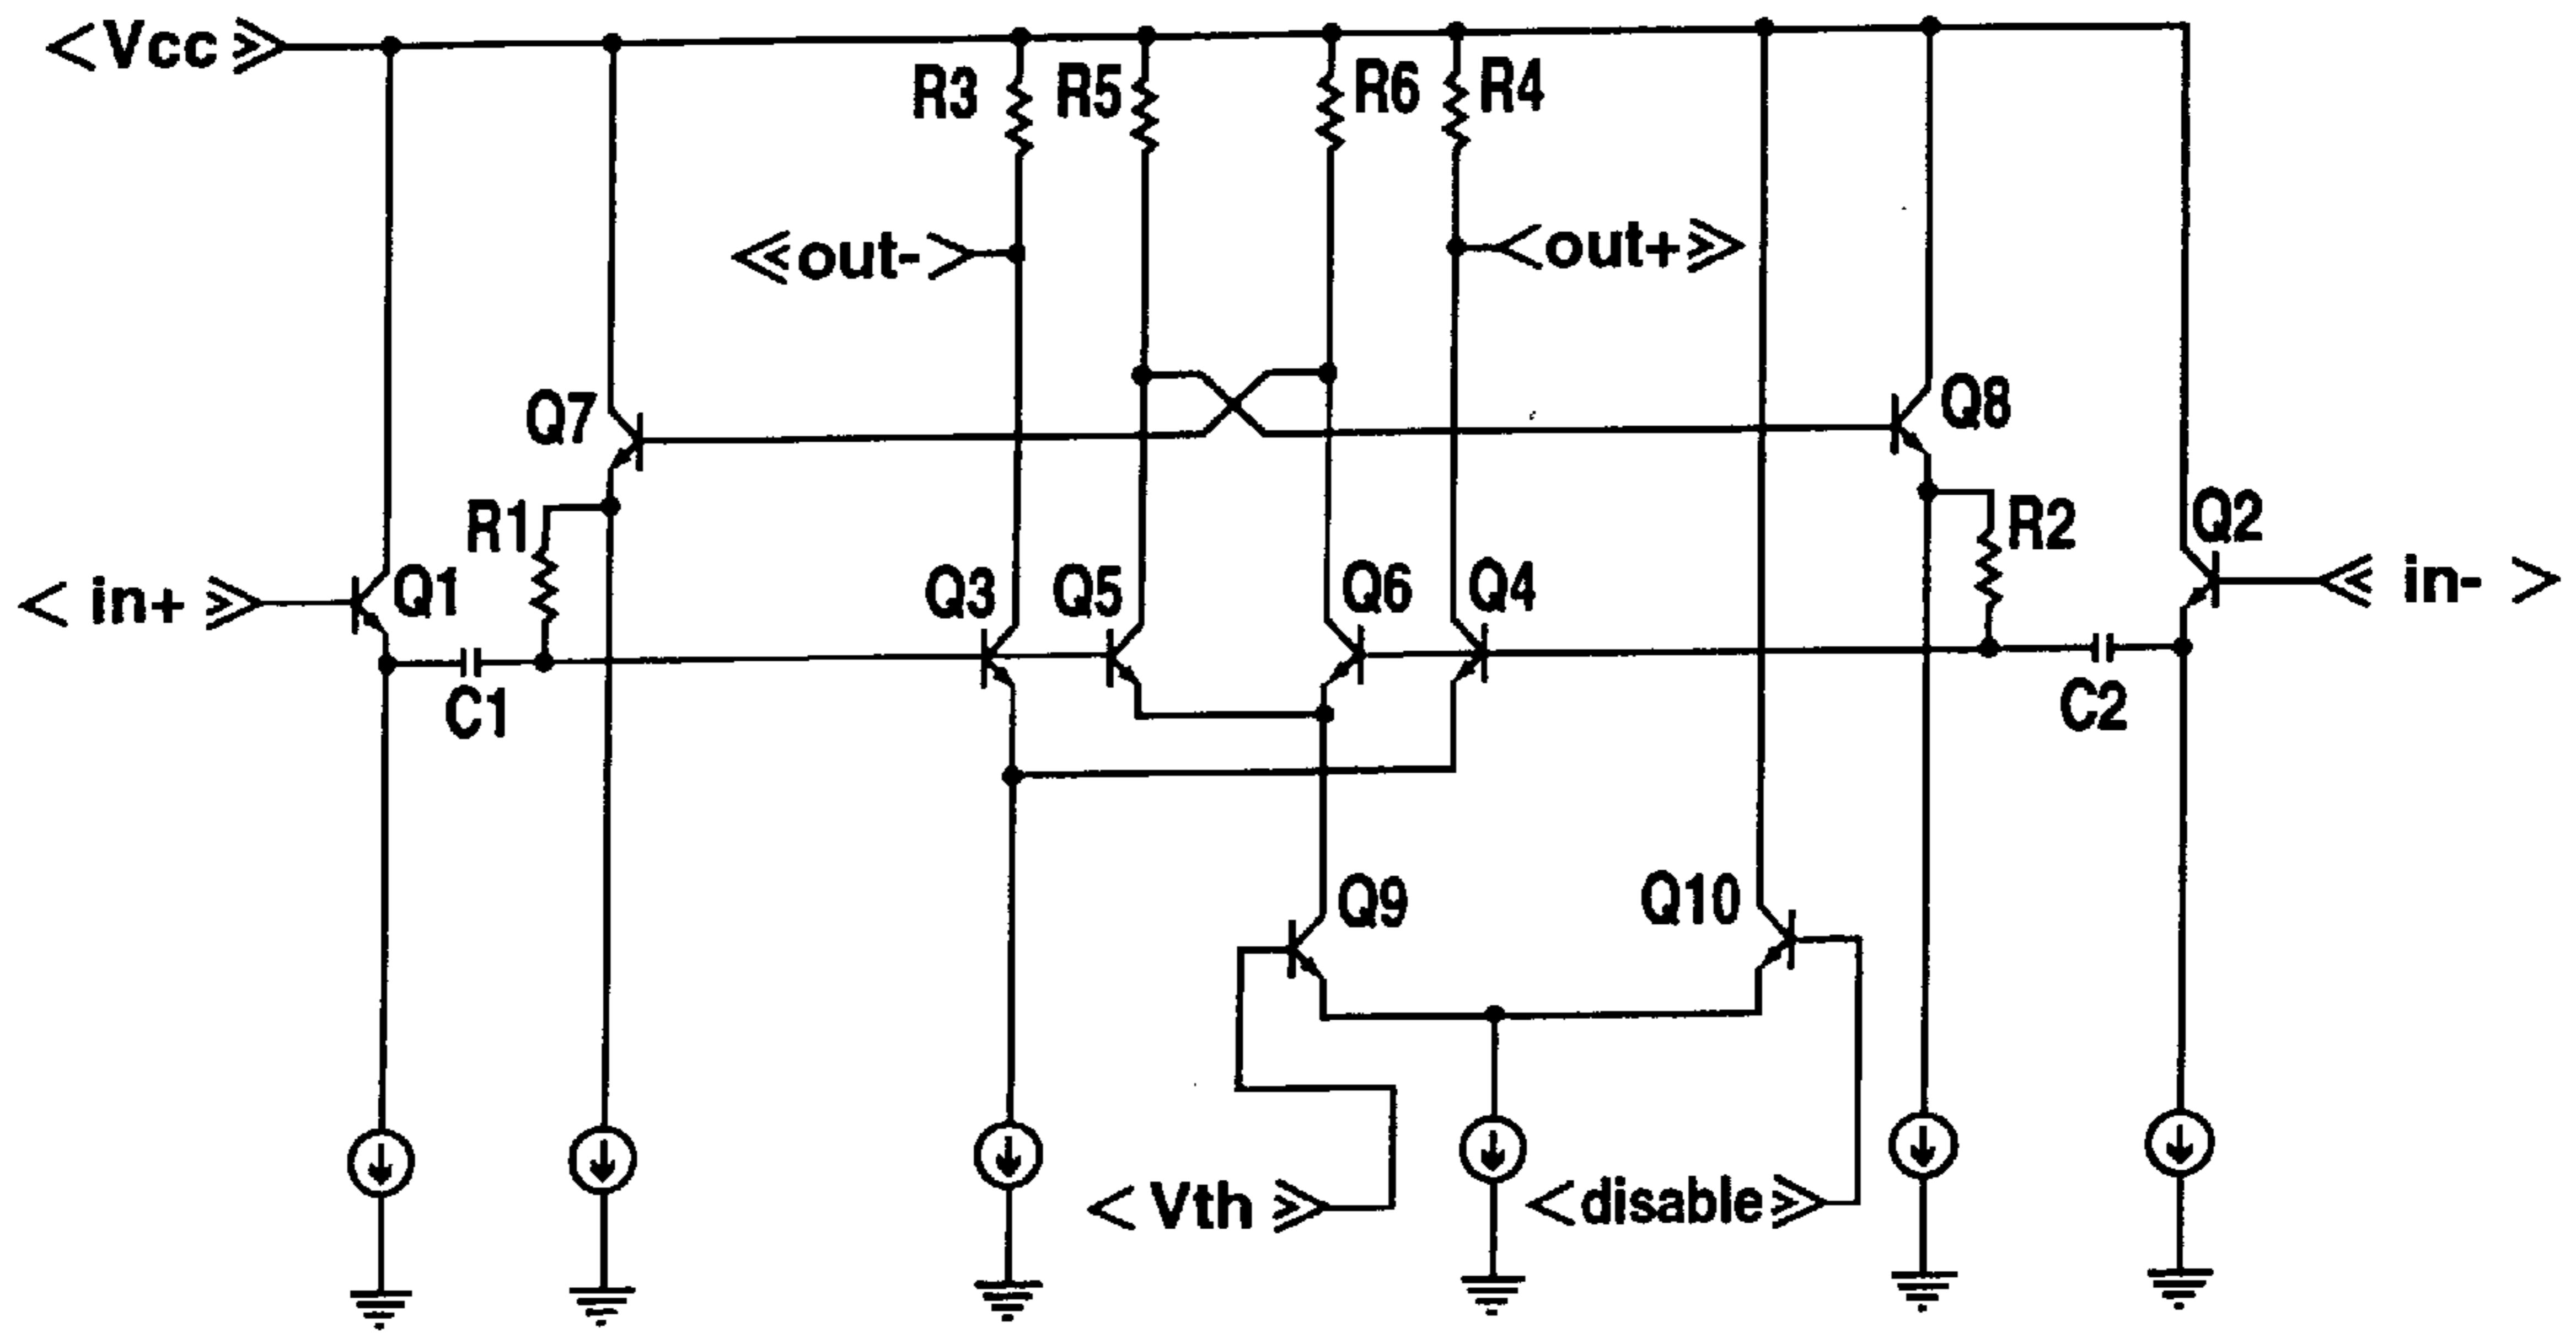 Vcc
R3 R5 R6 R4
out- out+
Q7 Q8
R1 R2 Q2
in+ Q1 Q3 Q5 Q6 Q4 in-
C1 C2
Q9 Q10
Vth disable